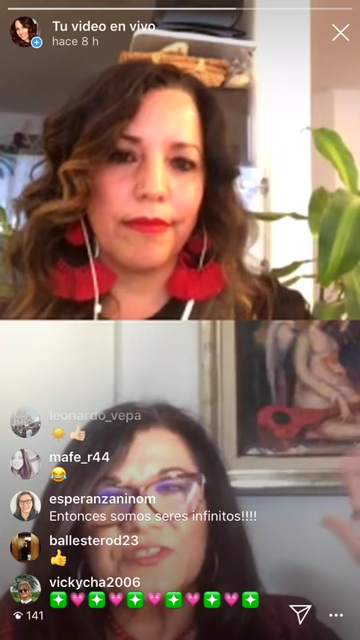 Tu video en vivo
hace 8 h
leonardo_vepa
mafe_r44
esperanzaninom
Entonces somos seres infinitos!!!!
ballesterod23
vickycha2006
141